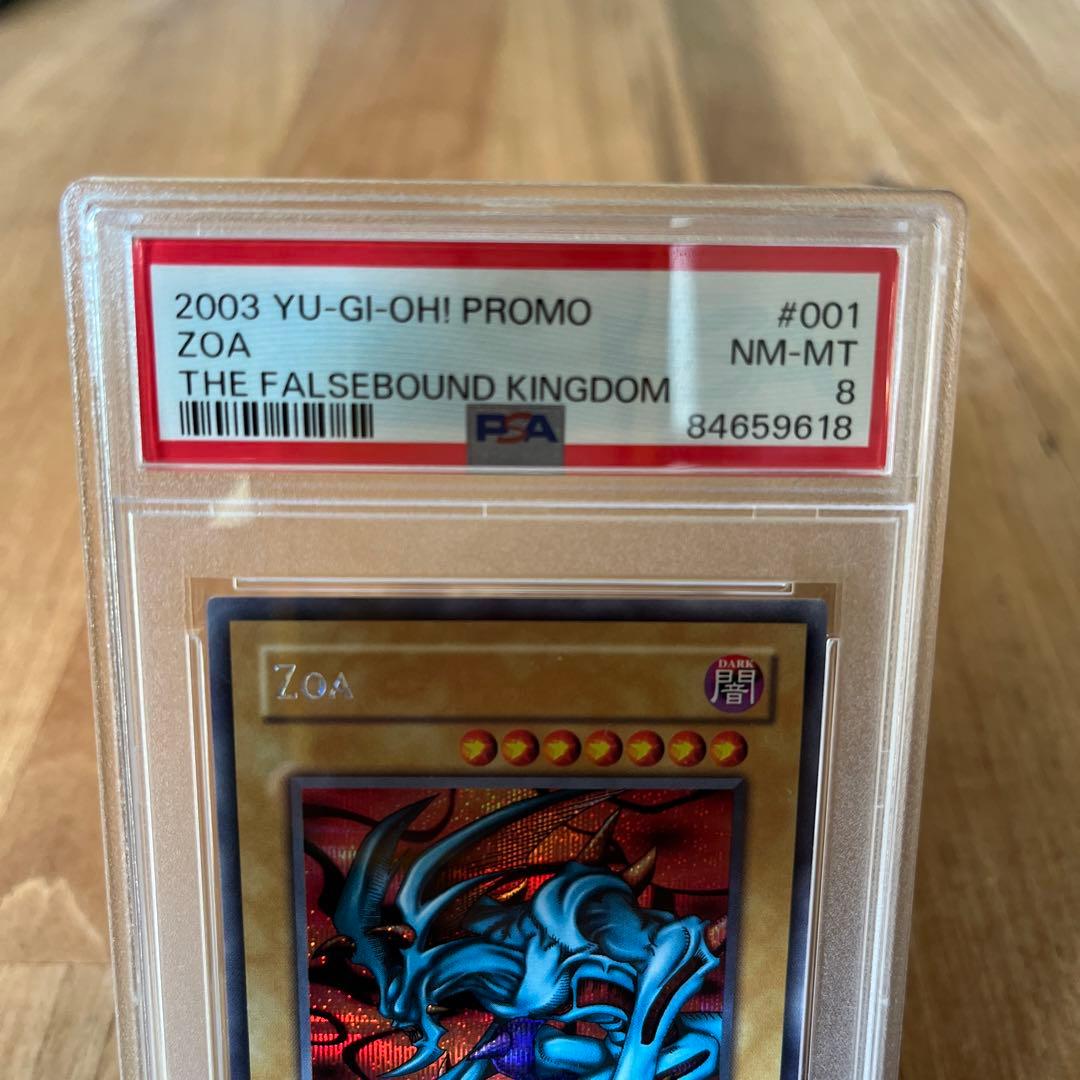 2003 YU-GI-OH! PROMO #001
ZOA NM-MT
THE FALSEBOUND KINGDOM 8
PSA 84659618
ZOA
DARK
闇